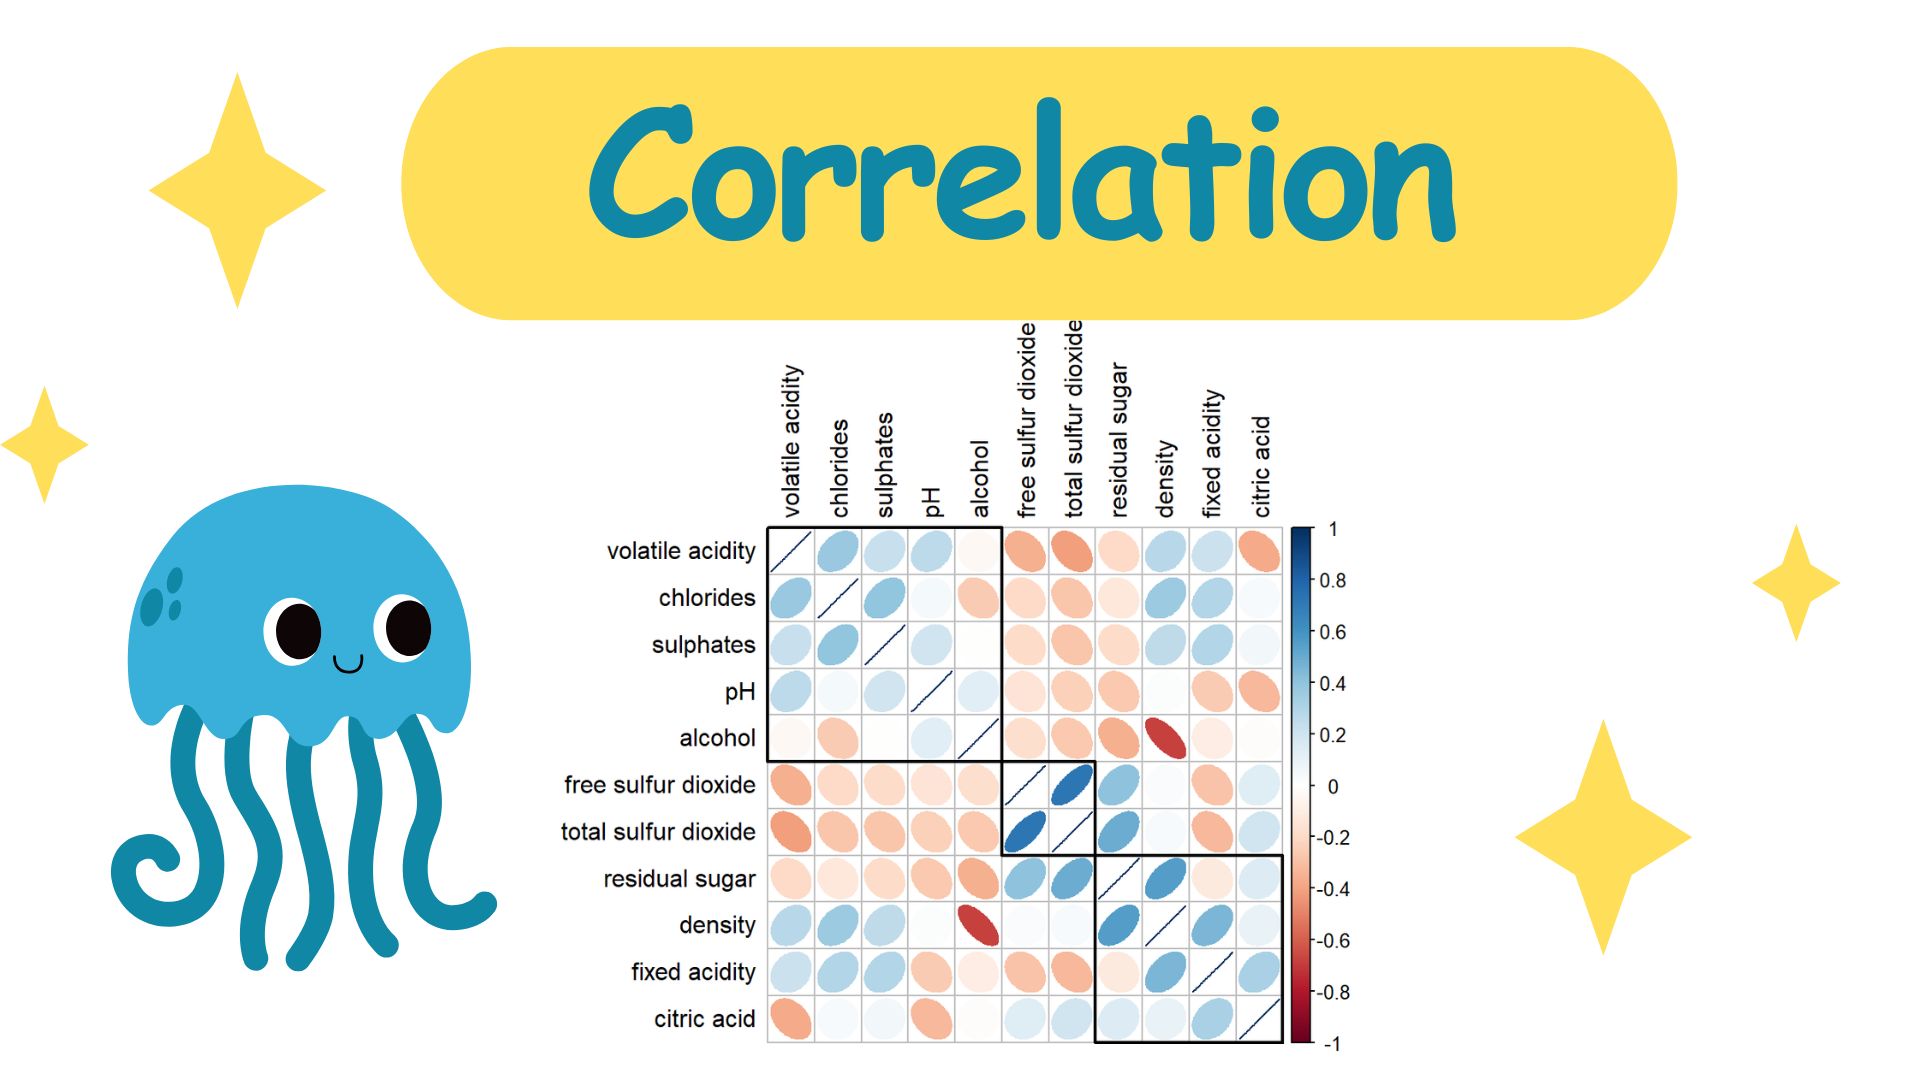 Correlation
volatile acidity
chlorides
sulphates
pH
alcohol
free sulfur dioxide
total sulfur dioxide
residual sugar
density
fixed acidity
citric acid
volatile acidity
chlorides
sulphates
pH
alcohol
free sulfur dioxide
total sulfur dioxide
residual sugar
density
fixed acidity
citric acid
1
0.8
0.6
0.4
0.2
0
-0.2
-0.4
-0.6
-0.8
-1